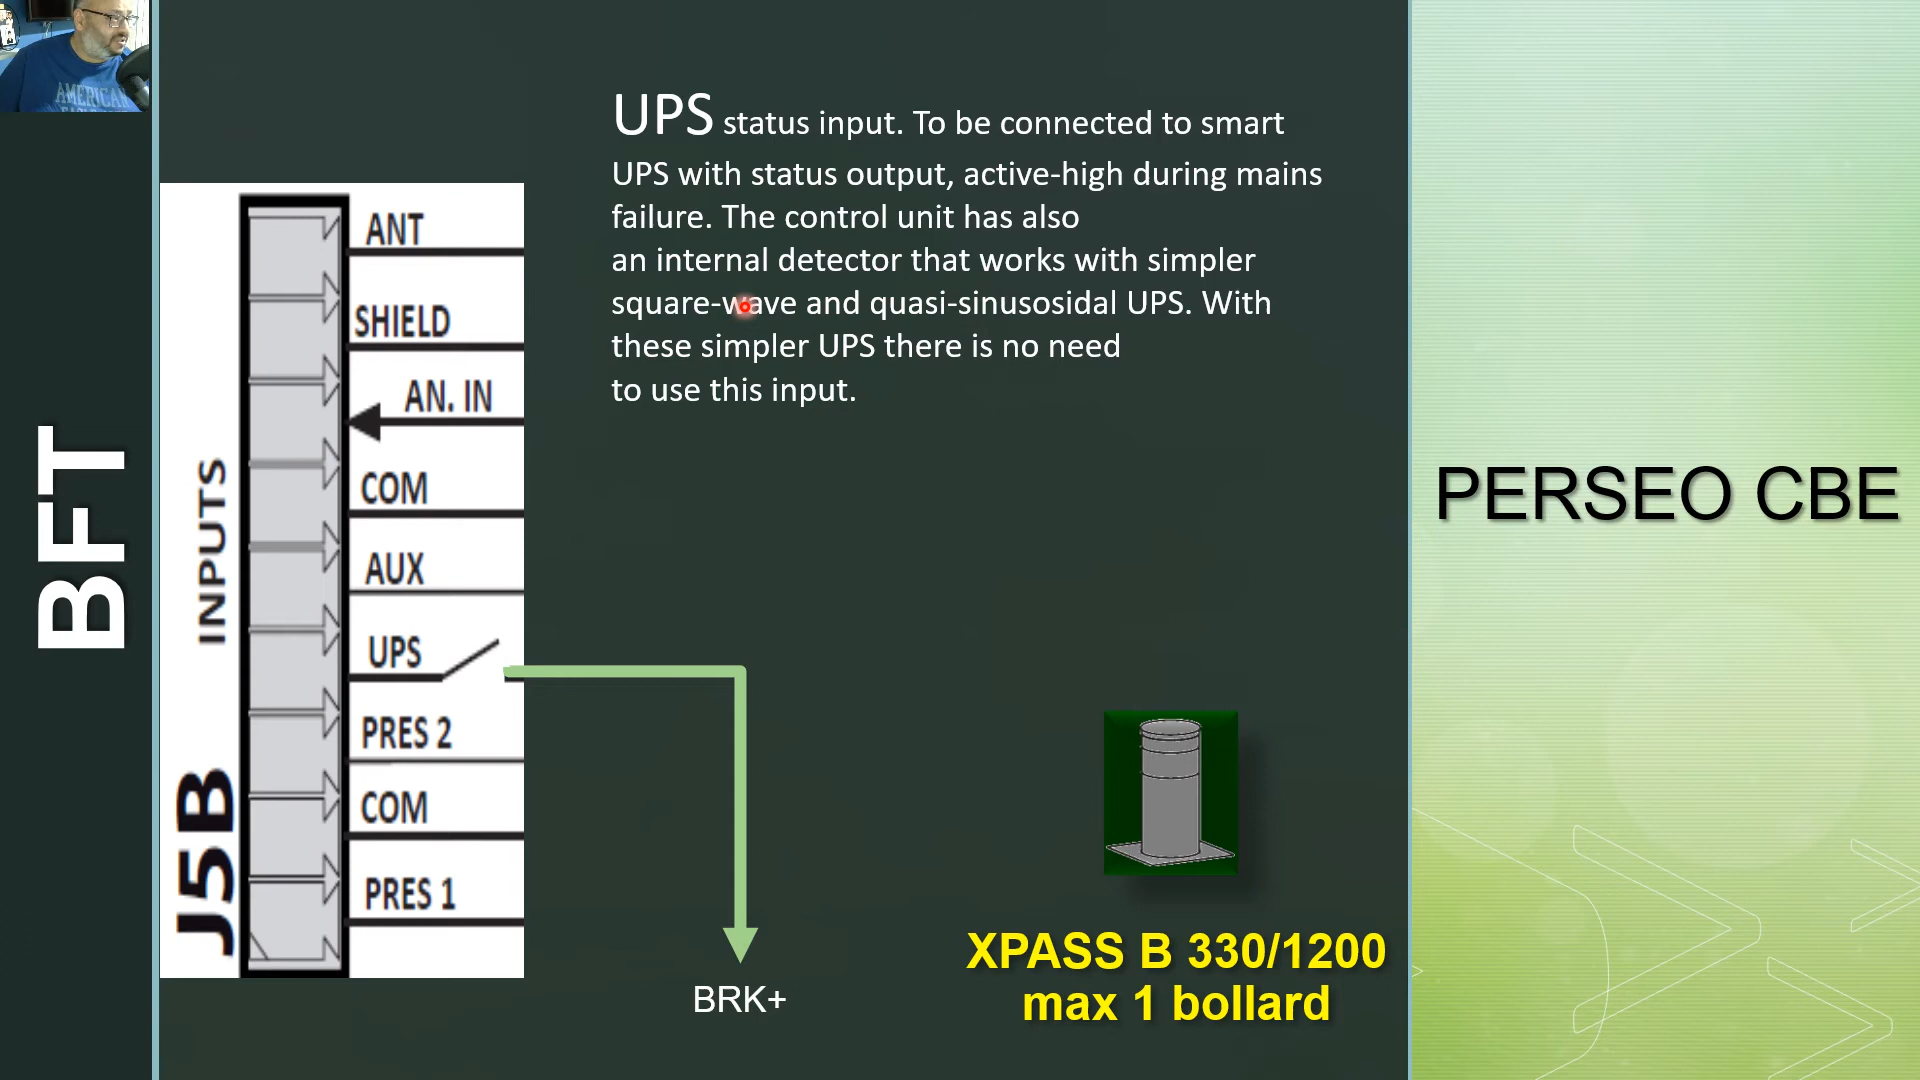 AMERICAN
BFT
INPUTS
J5B
ANT
SHIELD
AN. IN
COM
AUX
UPS
PRES 2
COM
PRES 1
UPS status input. To be connected to smart
UPS with status output, active-high during mains
failure. The control unit has also
an internal detector that works with simpler
square-wave and quasi-sinusosidal UPS. With
these simpler UPS there is no need
to use this input.
BRK+
XPASS B 330/1200
max 1 bollard
PERSEO CBE